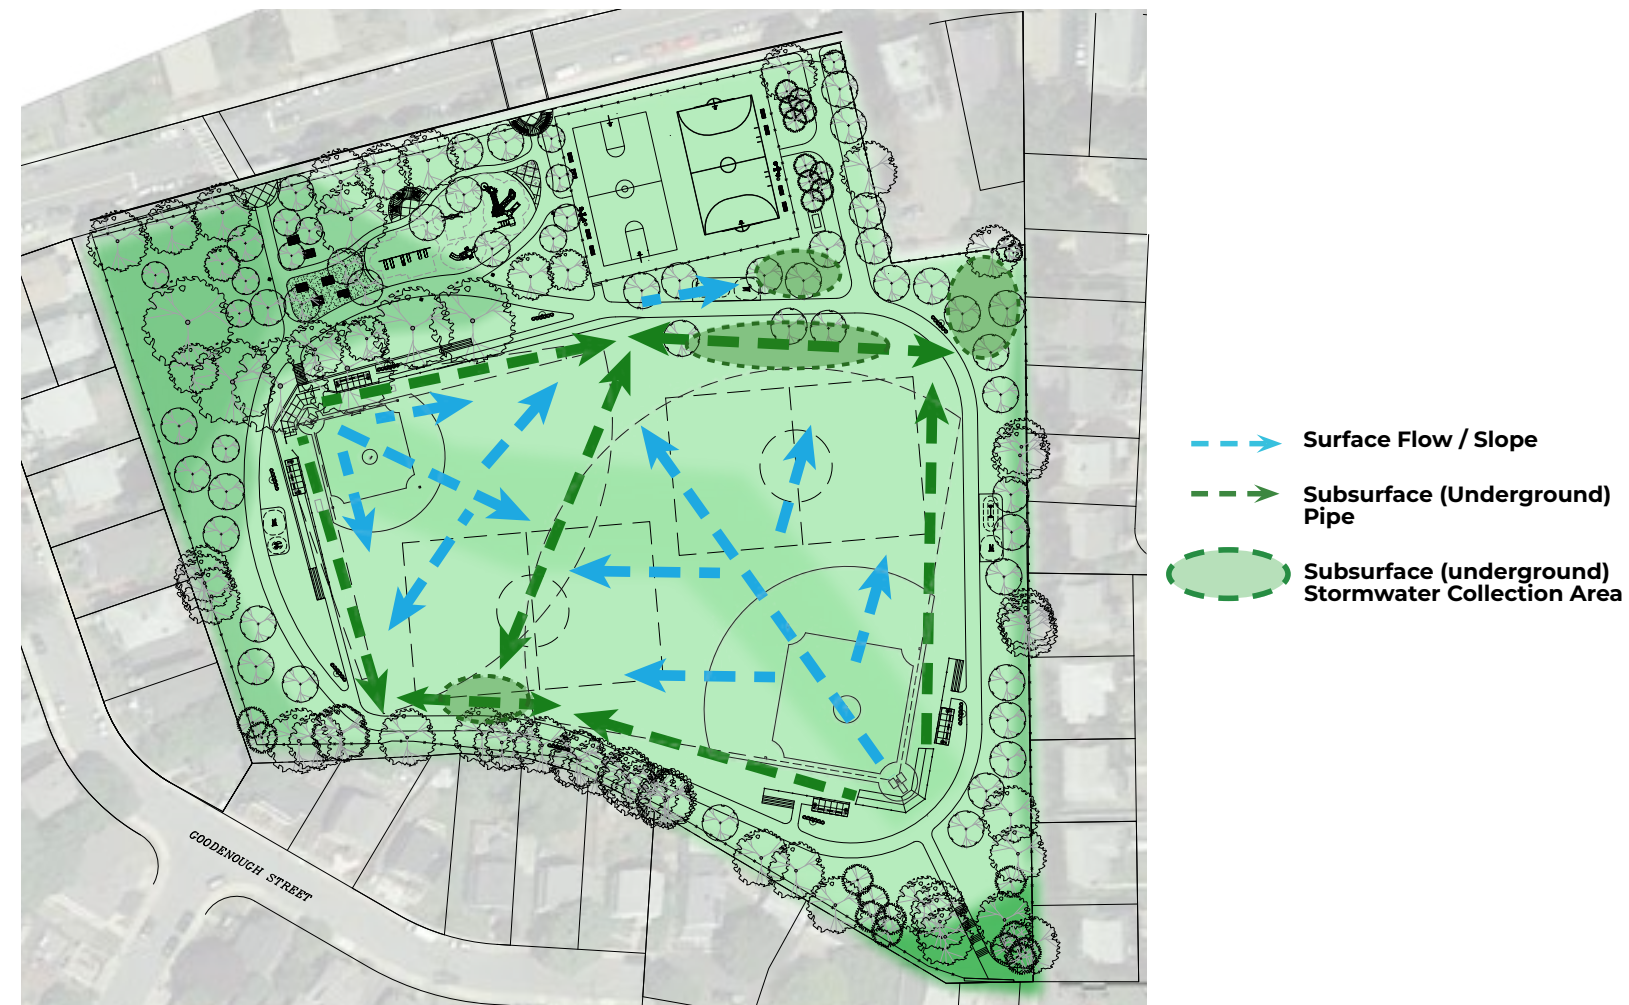 Surface Flow / Slope
Subsurface (Underground)
Pipe
Subsurface (underground)
Stormwater Collection Area
GOODENOUGH STREET